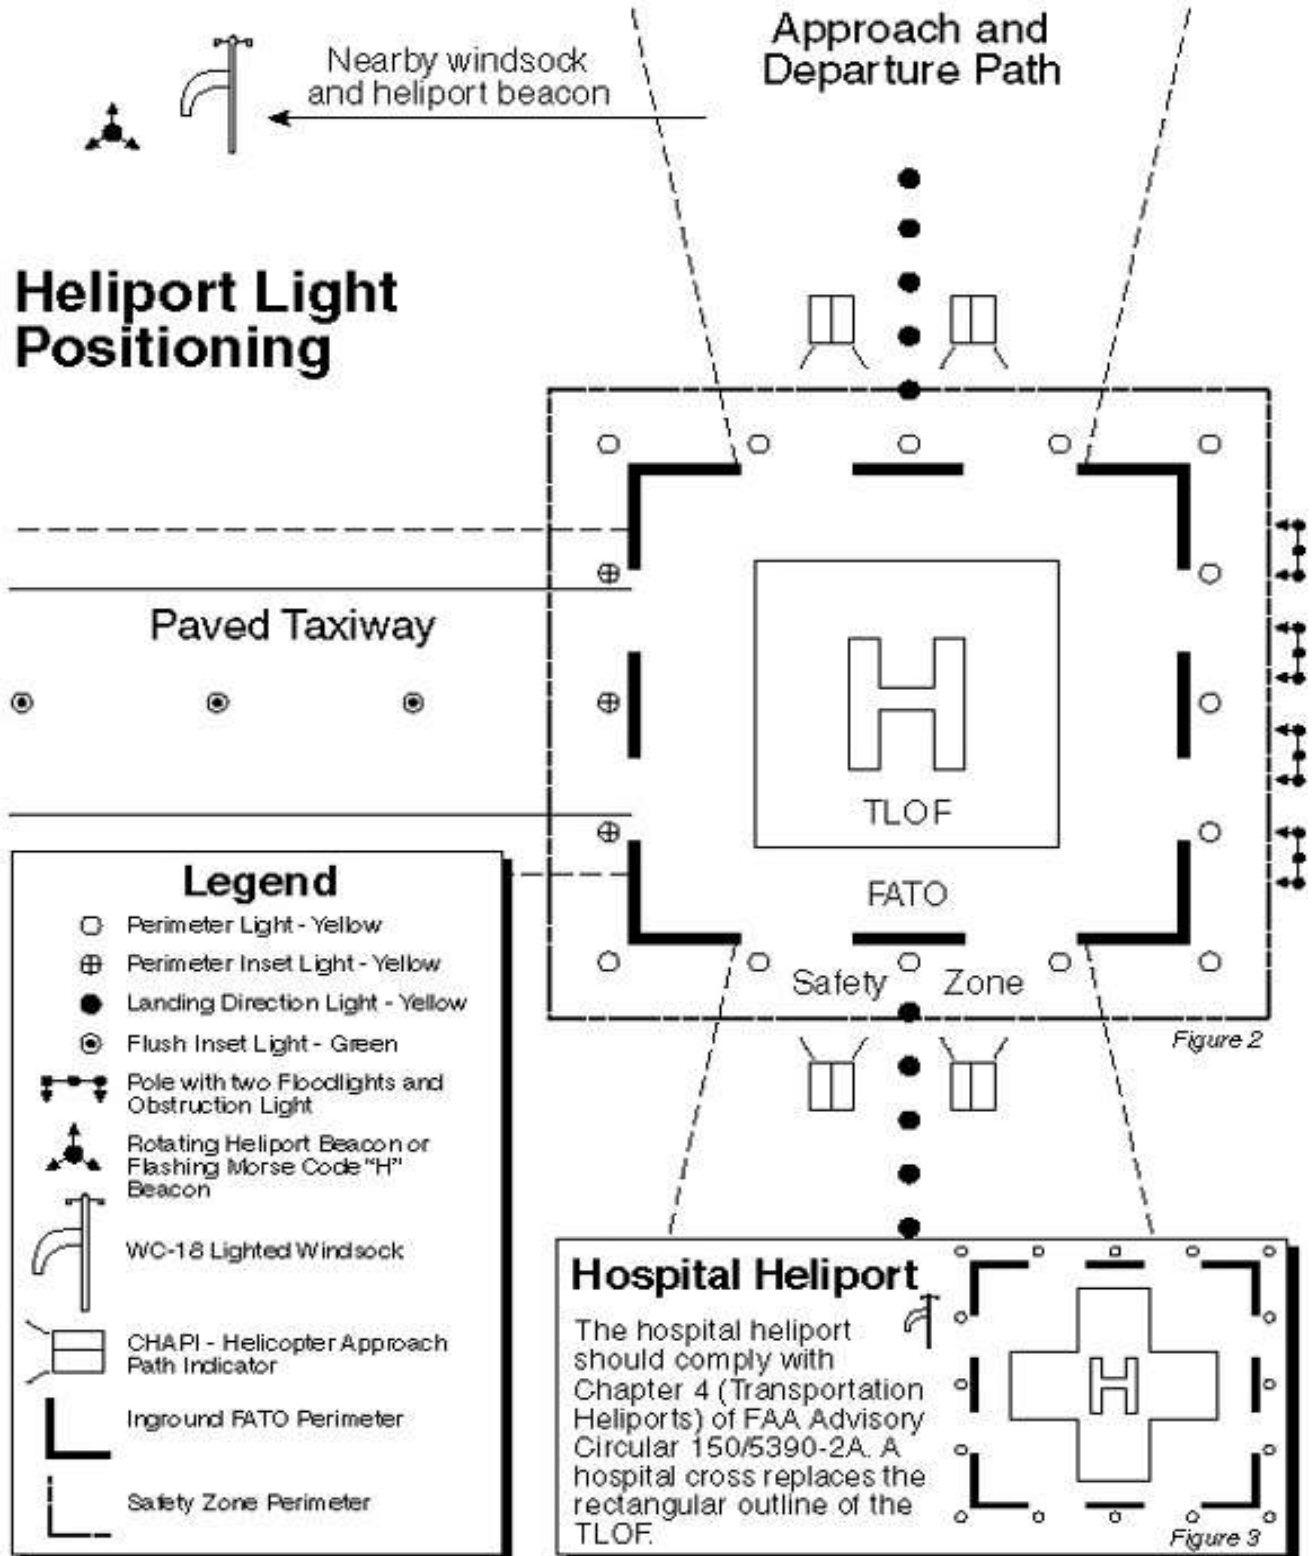 Approach and
Departure Path
Nearby windsock
and heliport beacon
Heliport Light
Positioning
Paved Taxiway
H
TLOF
FATO
Safety Zone
Figure 2
Legend
Perimeter Light - Yellow
Perimeter Inset Light - Yellow
Landing Direction Light - Yellow
Flush Inset Light - Green
Pole with two Floodlights and
Obstruction Light
Rotating Heliport Beacon or
Flashing Morse Code "H"
Beacon
WC-18 Lighted Windsock
CHAPI - Helicopter Approach
Path Indicator
Inground FATO Perimeter
Safety Zone Perimeter
Hospital Heliport
The hospital heliport
should comply with
Chapter 4 (Transportation
Heliports) of FAA Advisory
Circular 150/5390-2A. A
hospital cross replaces the
rectangular outline of the
TLOF.
H
Figure 3